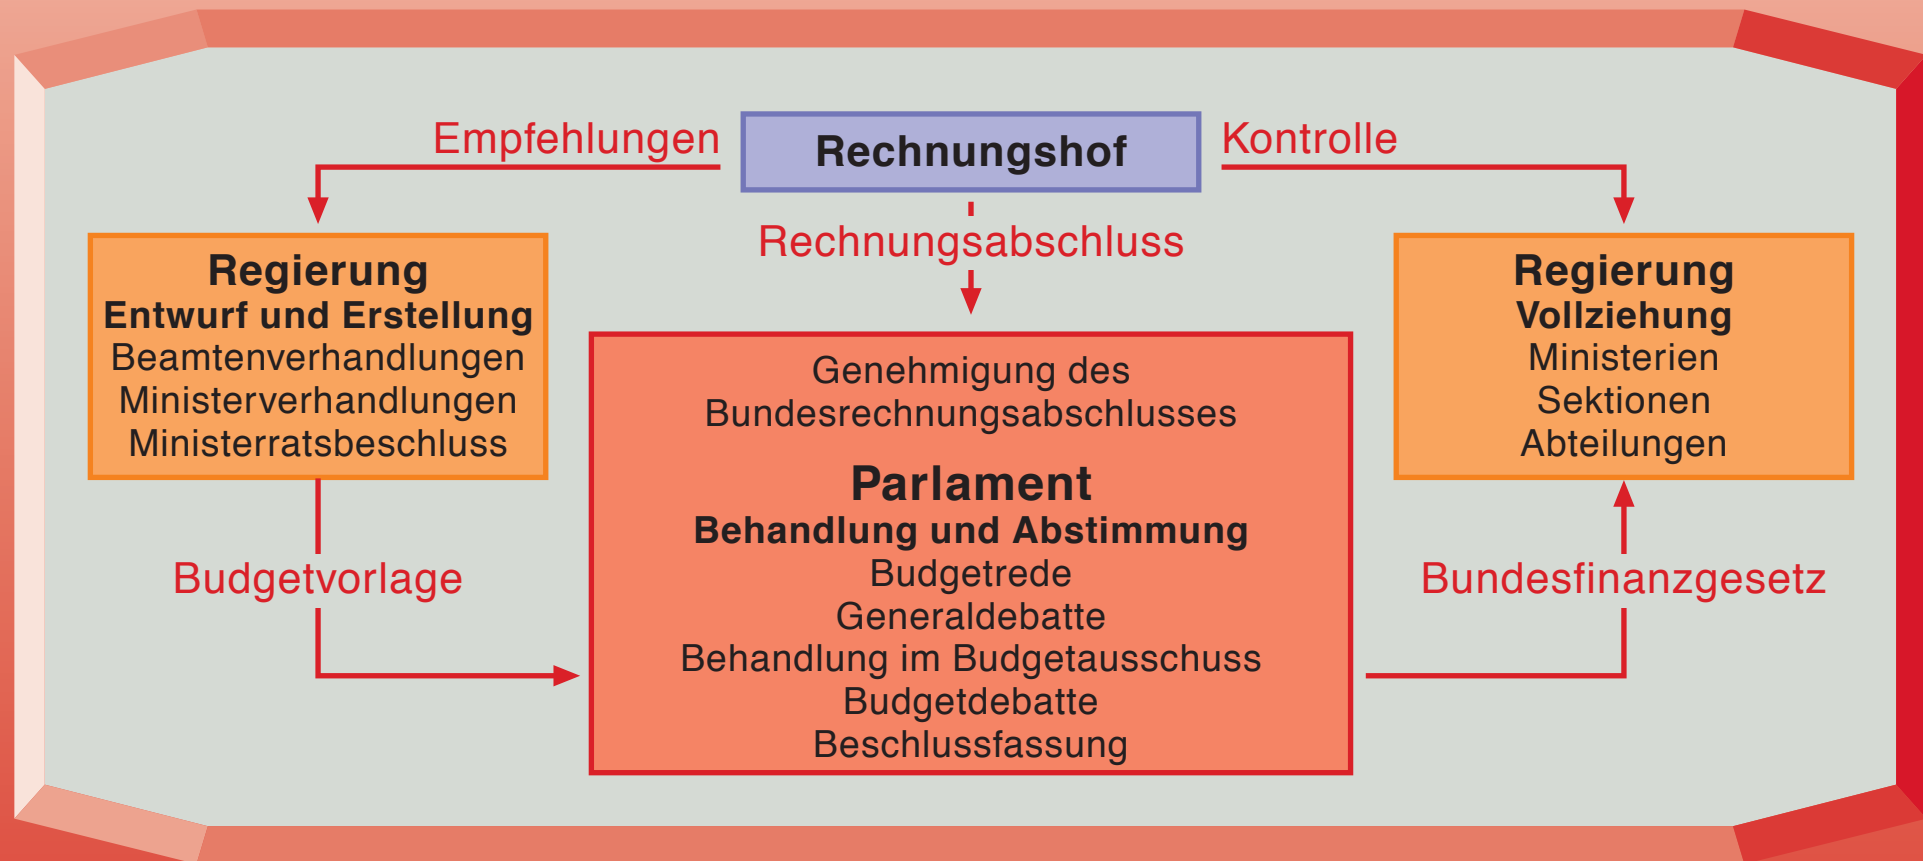 Empfehlungen
Rechnungshof
Kontrolle
Rechnungsabschluss
Regierung
Entwurf und Erstellung
Beamtenverhandlungen
Ministerverhandlungen
Ministerratsbeschluss
Regierung
Vollziehung
Ministerien
Sektionen
Abteilungen
Genehmigung des
Bundesrechnungsabschlusses
Parlament
Behandlung und Abstimmung
Budgetrede
Generaldebatte
Behandlung im Budgetausschuss
Budgetdebatte
Beschlussfassung
Budgetvorlage
Bundesfinanzgesetz